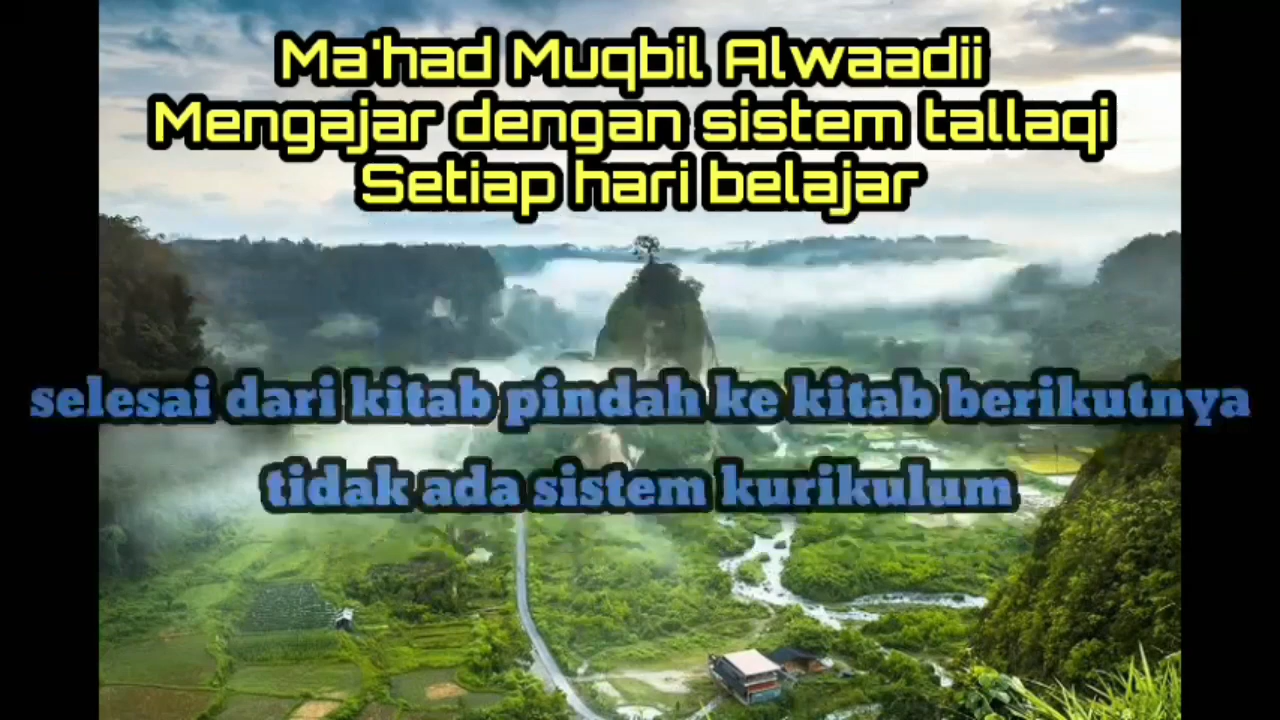 Ma'had Muqbil Alwaadii
Mengajar dengan sistem tallaqi
Setiap hari belajar
selesai dari kitab pindah ke kitab berikutnya
tidak ada sistem kurikulum